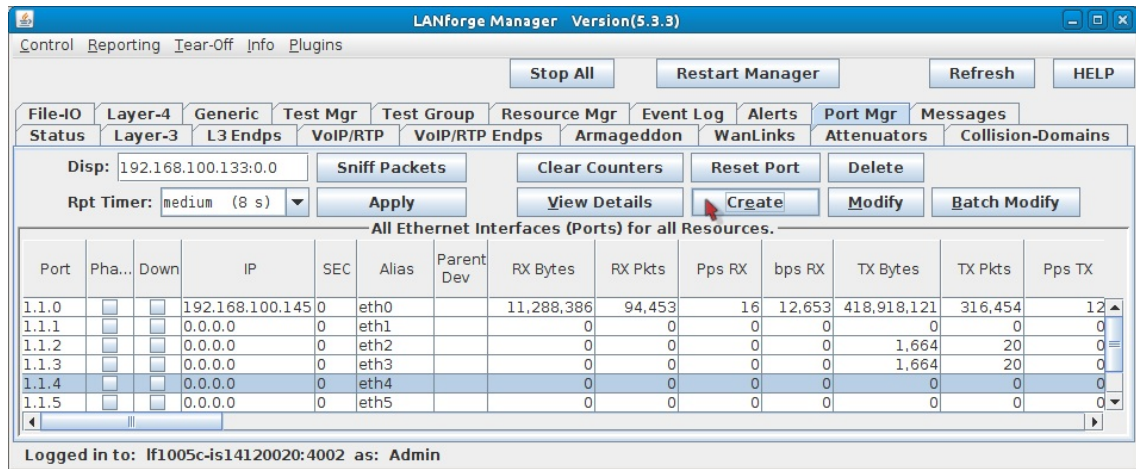 LANforge Manager Version(5.3.3)
Control Reporting Tear-Off Info Plugins
Stop All Restart Manager Refresh HELP
File-IO Layer-4 Generic Test Mgr Test Group Resource Mgr Event Log Alerts Port Mgr Messages
Status Layer-3 L3 Endps VoIP/RTP VoIP/RTP Endps Armageddon WanLinks Attenuators Collision-Domains
Disp: 192.168.100.133:0.0 Sniff Packets Clear Counters Reset Port Delete
Rpt Timer: medium (8 s) Apply View Details Create Modify Batch Modify
All Ethernet Interfaces (Ports) for all Resources.
Port Pha... Down IP SEC Alias Parent Dev RX Bytes RX Pkts Pps RX bps RX TX Bytes TX Pkts Pps TX
1.1.0 192.168.100.145 0 eth0 11,288,386 94,453 16 12,653 418,918,121 316,454 12
1.1.1 0.0.0.0 0 eth1 0 0 0 0 0 0 0
1.1.2 0.0.0.0 0 eth2 0 0 0 0 1,664 20 0
1.1.3 0.0.0.0 0 eth3 0 0 0 0 1,664 20 0
1.1.4 0.0.0.0 0 eth4 0 0 0 0 0 0 0
1.1.5 0.0.0.0 0 eth5 0 0 0 0 0 0 0
Logged in to: lf1005c-is14120020:4002 as: Admin